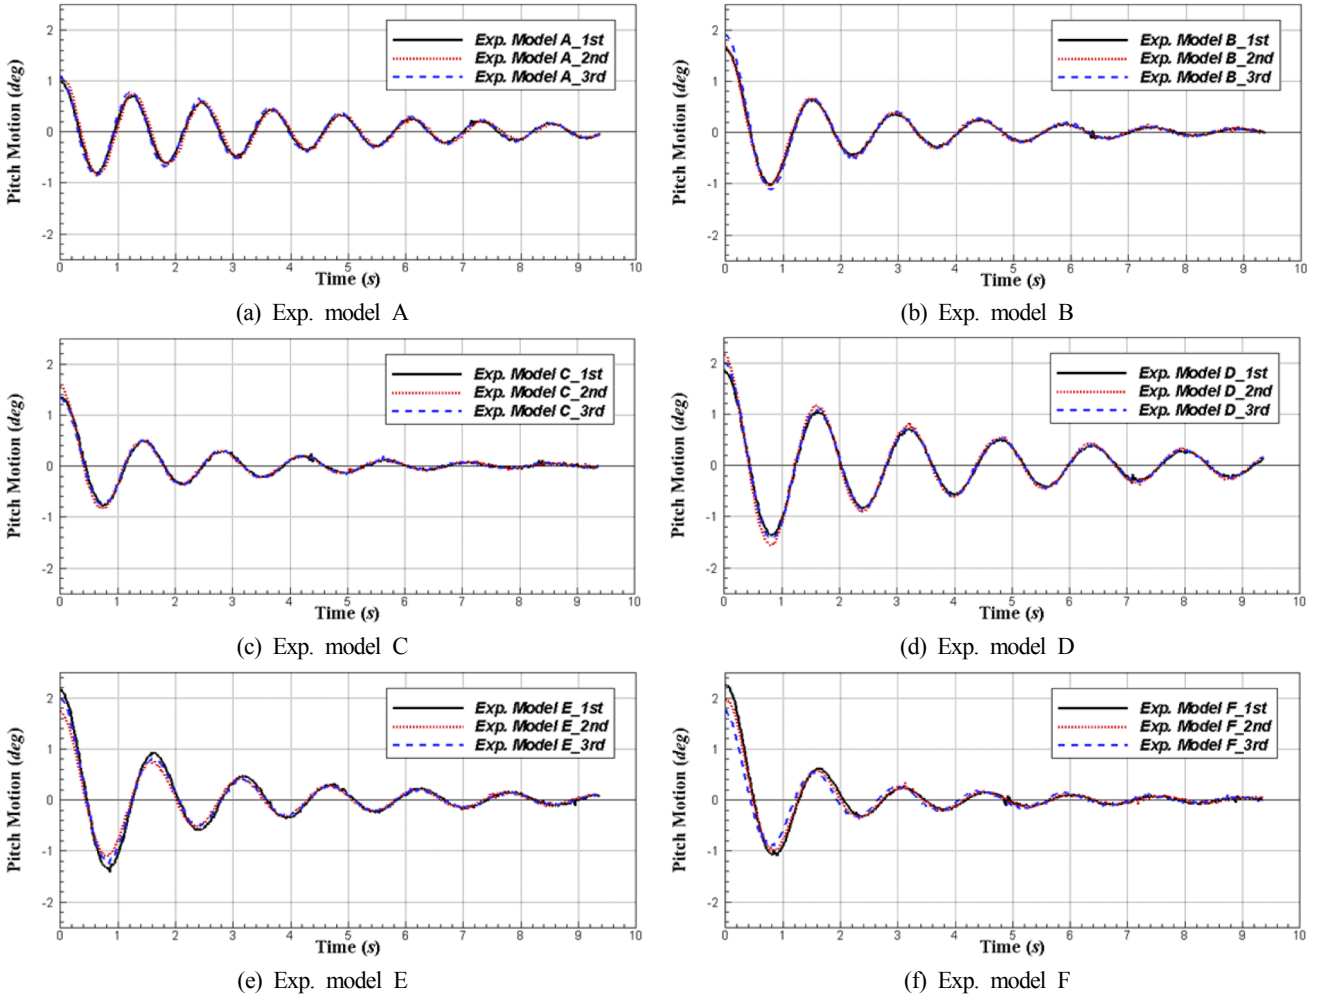 Exp. Model A_1st
Exp. Model A_2nd
Exp. Model A_3rd
Pitch Motion (deg)
2
1
0
-1
-2
0 1 2 3 4 5 6 7 8 9 10
Time (s)
(a) Exp. model A
Exp. Model B_1st
Exp. Model B_2nd
Exp. Model B_3rd
Pitch Motion (deg)
2
1
0
-1
-2
0 1 2 3 4 5 6 7 8 9 10
Time (s)
(b) Exp. model B
Exp. Model C_1st
Exp. Model C_2nd
Exp. Model C_3rd
Pitch Motion (deg)
2
1
0
-1
-2
0 1 2 3 4 5 6 7 8 9 10
Time (s)
(c) Exp. model C
Exp. Model D_1st
Exp. Model D_2nd
Exp. Model D_3rd
Pitch Motion (deg)
2
1
0
-1
-2
0 1 2 3 4 5 6 7 8 9 10
Time (s)
(d) Exp. model D
Exp. Model E_1st
Exp. Model E_2nd
Exp. Model E_3rd
Pitch Motion (deg)
2
1
0
-1
-2
0 1 2 3 4 5 6 7 8 9 10
Time (s)
(e) Exp. model E
Exp. Model F_1st
Exp. Model F_2nd
Exp. Model F_3rd
Pitch Motion (deg)
2
1
0
-1
-2
0 1 2 3 4 5 6 7 8 9 10
Time (s)
(f) Exp. model F